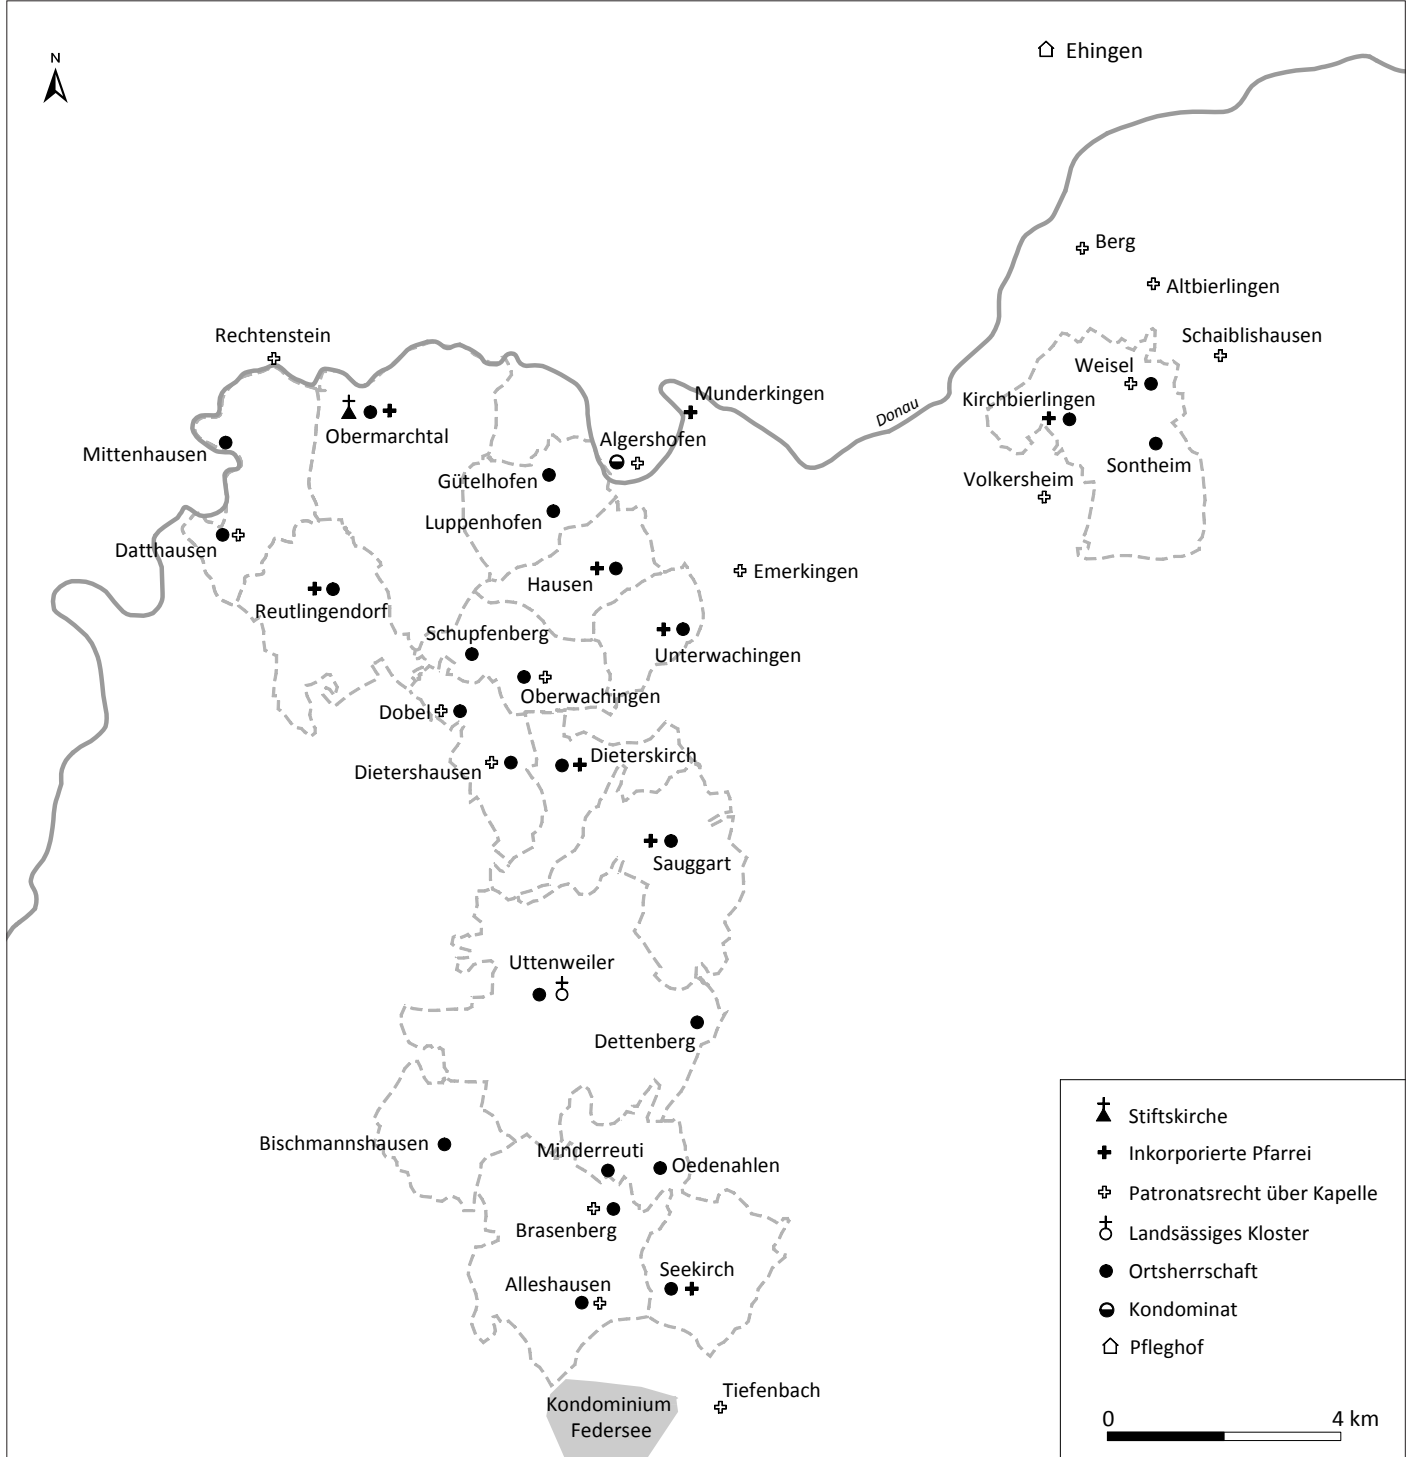 N
Ehingen
Berg
Altbierlingen
Rechtenstein
Schaiblishausen
Weisel
Munderkingen
Kirchbierlingen
Donau
Obermarchtal
Algershofen
Mittenhausen
Sontheim
Gütelhofen
Volkersheim
Luppenhofen
Datthausen
Emerkingen
Hausen
Reutlingendorf
Schupfenberg
Unterwachingen
Oberwachingen
Dobel
Dieterskirch
Dietershausen
Sauggart
Uttenweiler
Dettenberg
Bischmannshausen
Minderreuti
Oedenahlen
Brasenberg
Seekirch
Alleshausen
Tiefenbach
Kondominium
Federsee
Stiftskirche
Inkorporierte Pfarrei
Patronatsrecht über Kapelle
Landsässiges Kloster
Ortsherrschaft
Kondominat
Pfleghof
0 4 km